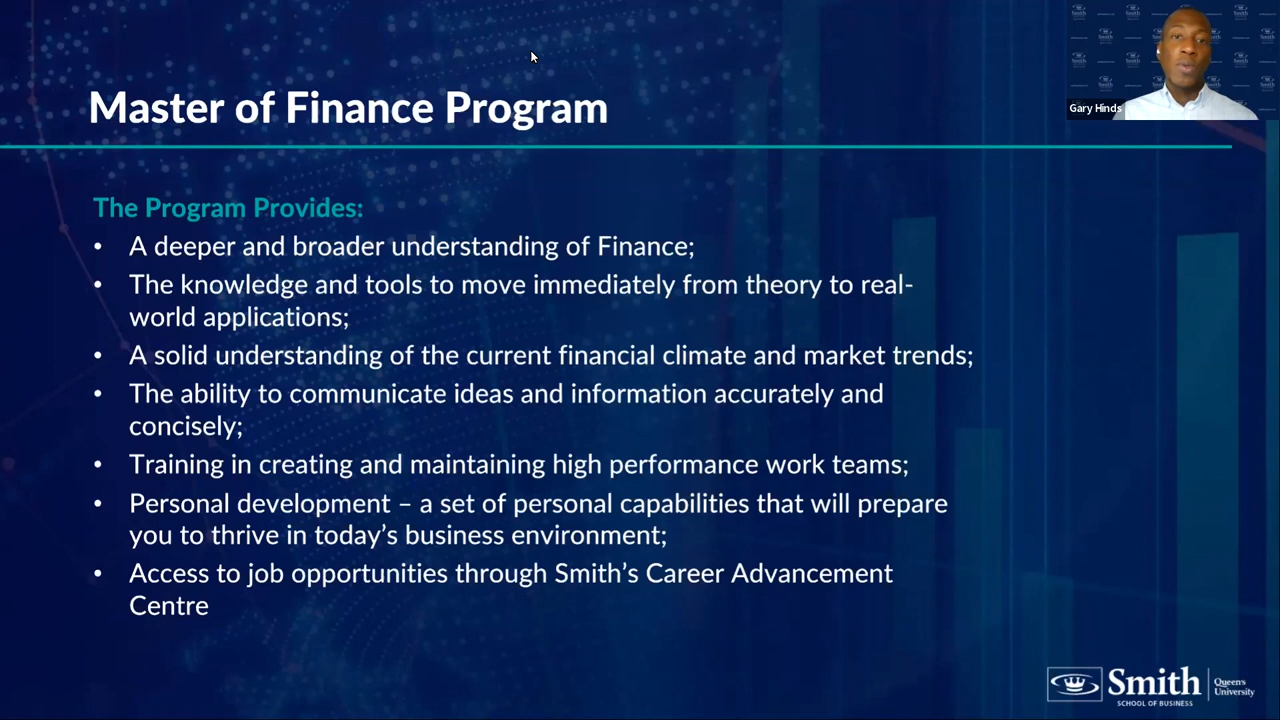 Master of Finance Program
Gary Hinds
The Program Provides:
• A deeper and broader understanding of Finance;
• The knowledge and tools to move immediately from theory to real-
world applications;
• A solid understanding of the current financial climate and market trends;
• The ability to communicate ideas and information accurately and
concisely;
• Training in creating and maintaining high performance work teams;
• Personal development – a set of personal capabilities that will prepare
you to thrive in today’s business environment;
• Access to job opportunities through Smith’s Career Advancement
Centre
Smith
SCHOOL OF BUSINESS
Queen's
University